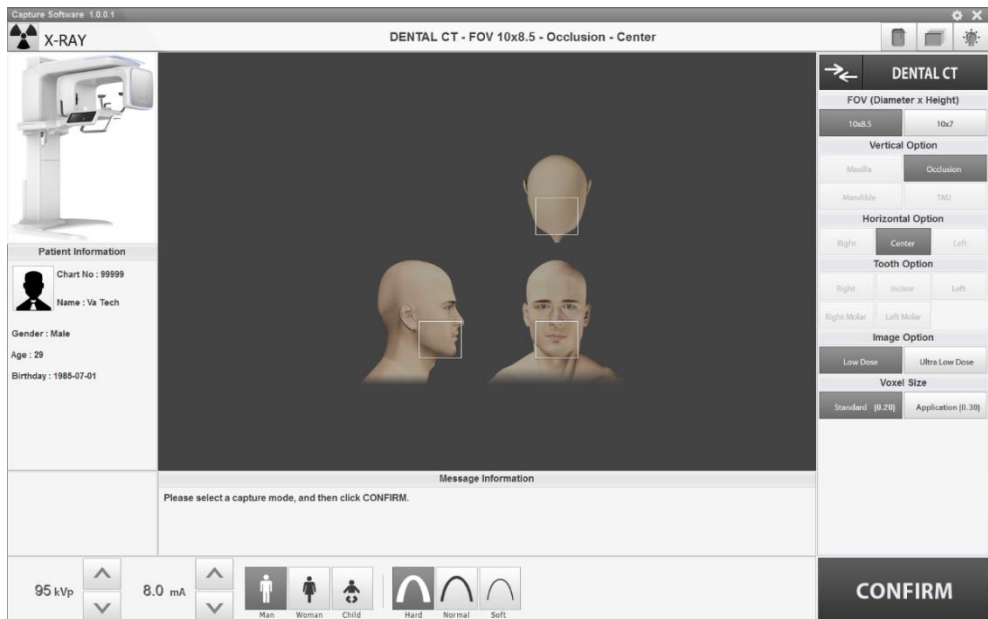 Capture Software 1.0.0.1
X-RAY
DENTAL CT - FOV 10x8.5 - Occlusion - Center
DENTAL CT
FOV (Diameter x Height)
10x8.5 10x7
Vertical Option
Maxilla Occlusion
Mandible TMJ
Horizontal Option
Right Center Left
Tooth Option
Right Incisor Left
Right Molar Left Molar
Image Option
Low Dose Ultra Low Dose
Voxel Size
Standard (0.20) Application (0.30)
Patient Information
Chart No : 99999
Name : Va Tech
Gender : Male
Age : 29
Birthday : 1985-07-01
Message Information
Please select a capture mode, and then click CONFIRM.
95 kVp 8.0 mA
Man Woman Child Hard Normal Soft
CONFIRM